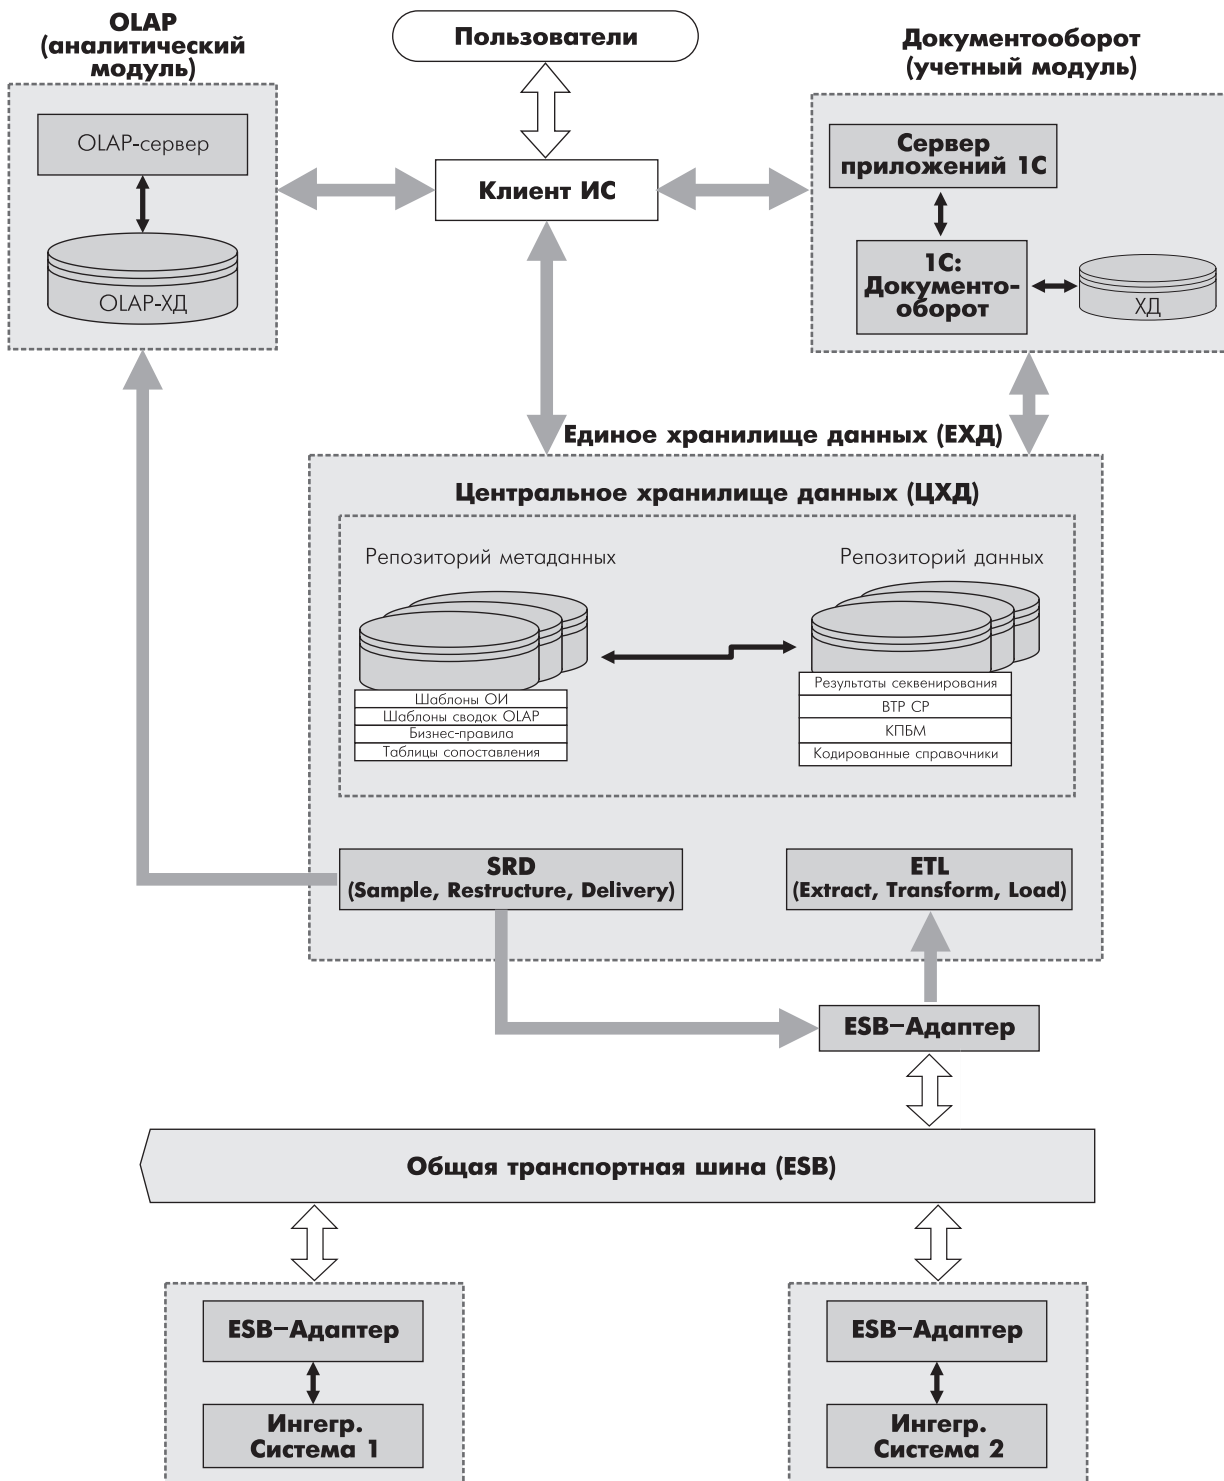 OLAP
(аналитический
модуль)
Пользователи
Документооборот
(учетный модуль)
OLAP-сервер
OLAP-ХД
Клиент ИС
Сервер
приложений 1С
1С:
Документо-
оборот
ХД
Единое хранилище данных (ЕХД)
Центральное хранилище данных (ЦХД)
Репозиторий метаданных
Репозиторий данных
Шаблоны ОИ
Шаблоны сводок OLAP
Бизнес-правила
Таблицы сопоставления
Результаты секвенирования
ВТР СР
КПБМ
Кодированные справочники
SRD
(Sample, Restructure, Delivery)
ETL
(Extract, Transform, Load)
ESB–Адаптер
Общая транспортная шина (ESB)
ESB–Адаптер
Ингегр.
Система 1
ESB–Адаптер
Ингегр.
Система 2